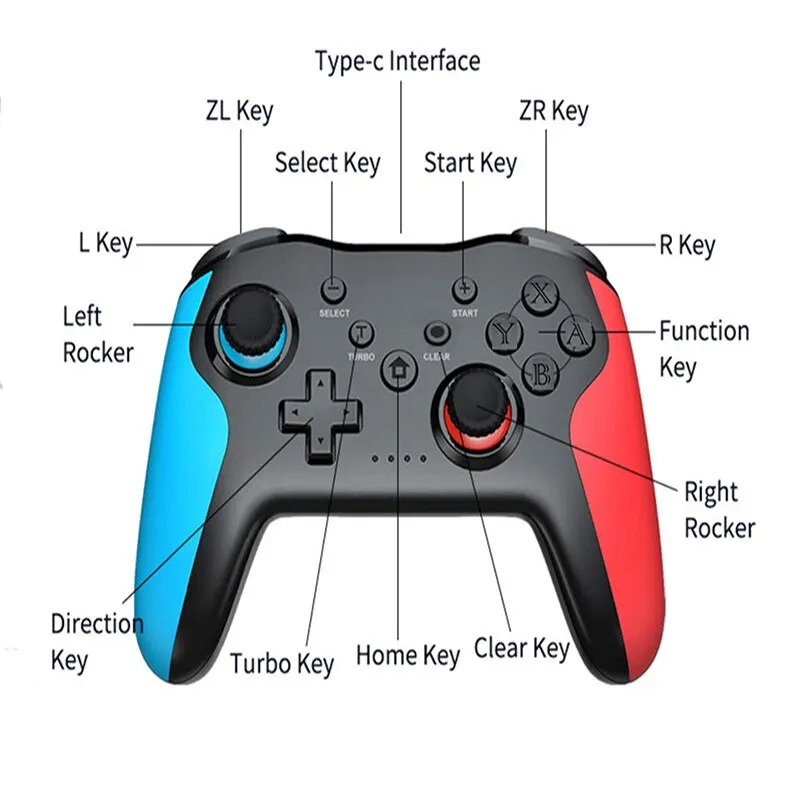 Type-c Interface
ZL Key
ZR Key
Select Key
Start Key
L Key
R Key
−
+
SELECT
START
X
Left
Rocker
T
Y
A
Function
Key
TURBO
CLEAR
B
Right
Rocker
Direction
Key
Turbo Key
Home Key
Clear Key